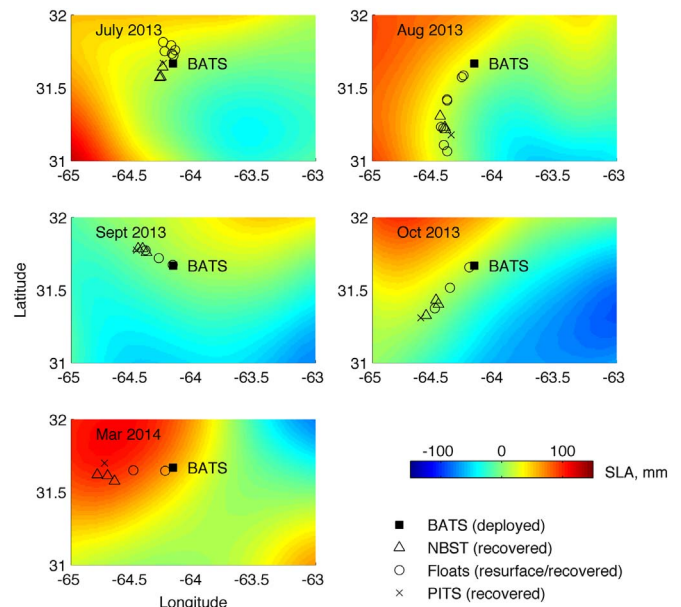 July 2013
BATS
32
31.5
31
-65 -64.5 -64 -63.5 -63
Aug 2013
BATS
32
31.5
31
-65 -64.5 -64 -63.5 -63
Sept 2013
BATS
32
31.5
31
-65 -64.5 -64 -63.5 -63
Latitude
Oct 2013
BATS
32
31.5
31
-65 -64.5 -64 -63.5 -63
Mar 2014
BATS
32
31.5
31
-65 -64.5 -64 -63.5 -63
Longitude
-100 0 100
SLA, mm
BATS (deployed)
NBST (recovered)
Floats (resurface/recovered)
PITS (recovered)